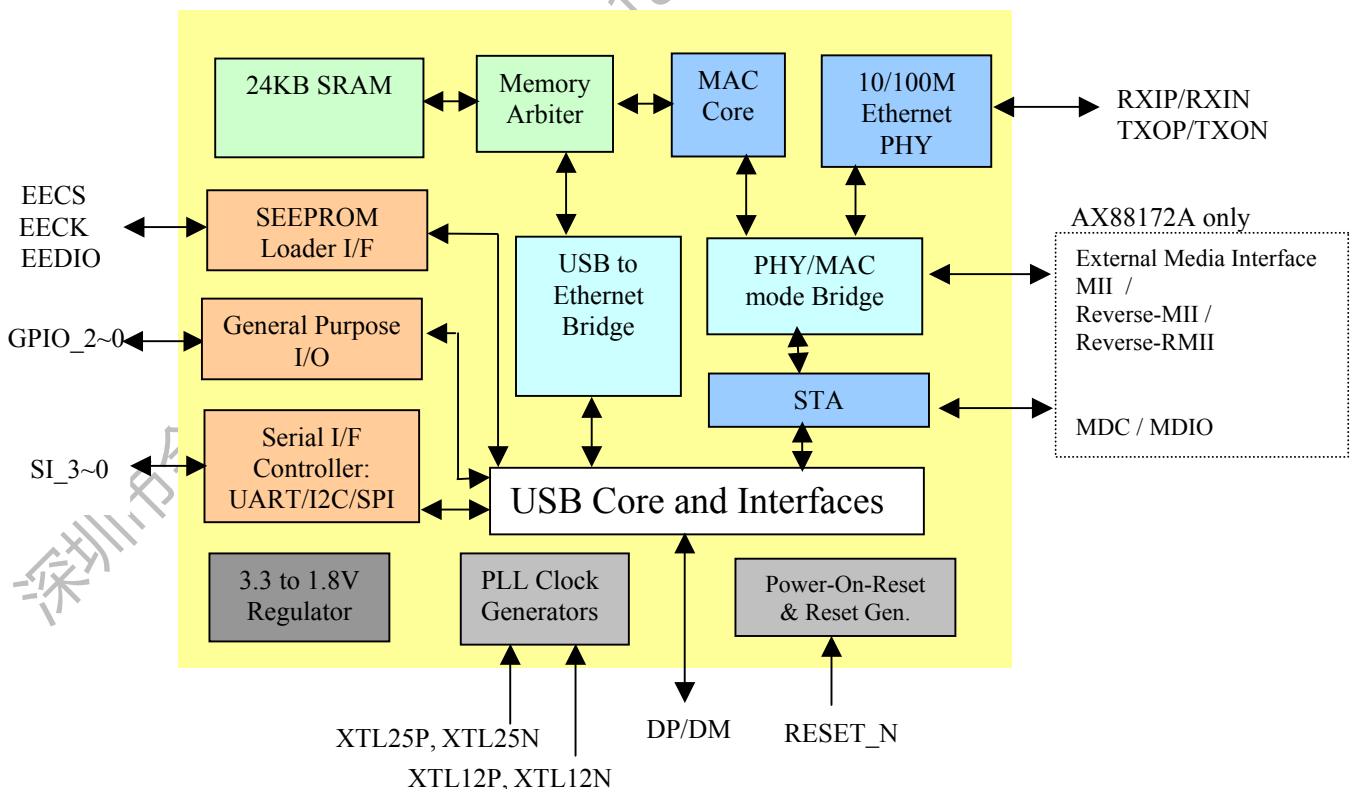 24KB SRAM
Memory
Arbiter
MAC
Core
10/100M
Ethernet
PHY
RXIP/RXIN
TXOP/TXON
EECS
EECK
EEDIO
SEEPROM
Loader I/F
USB to
Ethernet
Bridge
PHY/MAC
mode Bridge
AX88172A only
External Media Interface
MII /
Reverse-MII /
Reverse-RMII
MDC / MDIO
GPIO_2~0
General Purpose
I/O
STA
SI_3~0
Serial I/F
Controller:
UART/I2C/SPI
USB Core and Interfaces
3.3 to 1.8V
Regulator
PLL Clock
Generators
Power-On-Reset
& Reset Gen.
XTL25P, XTL25N
XTL12P, XTL12N
DP/DM
RESET_N
深圳市